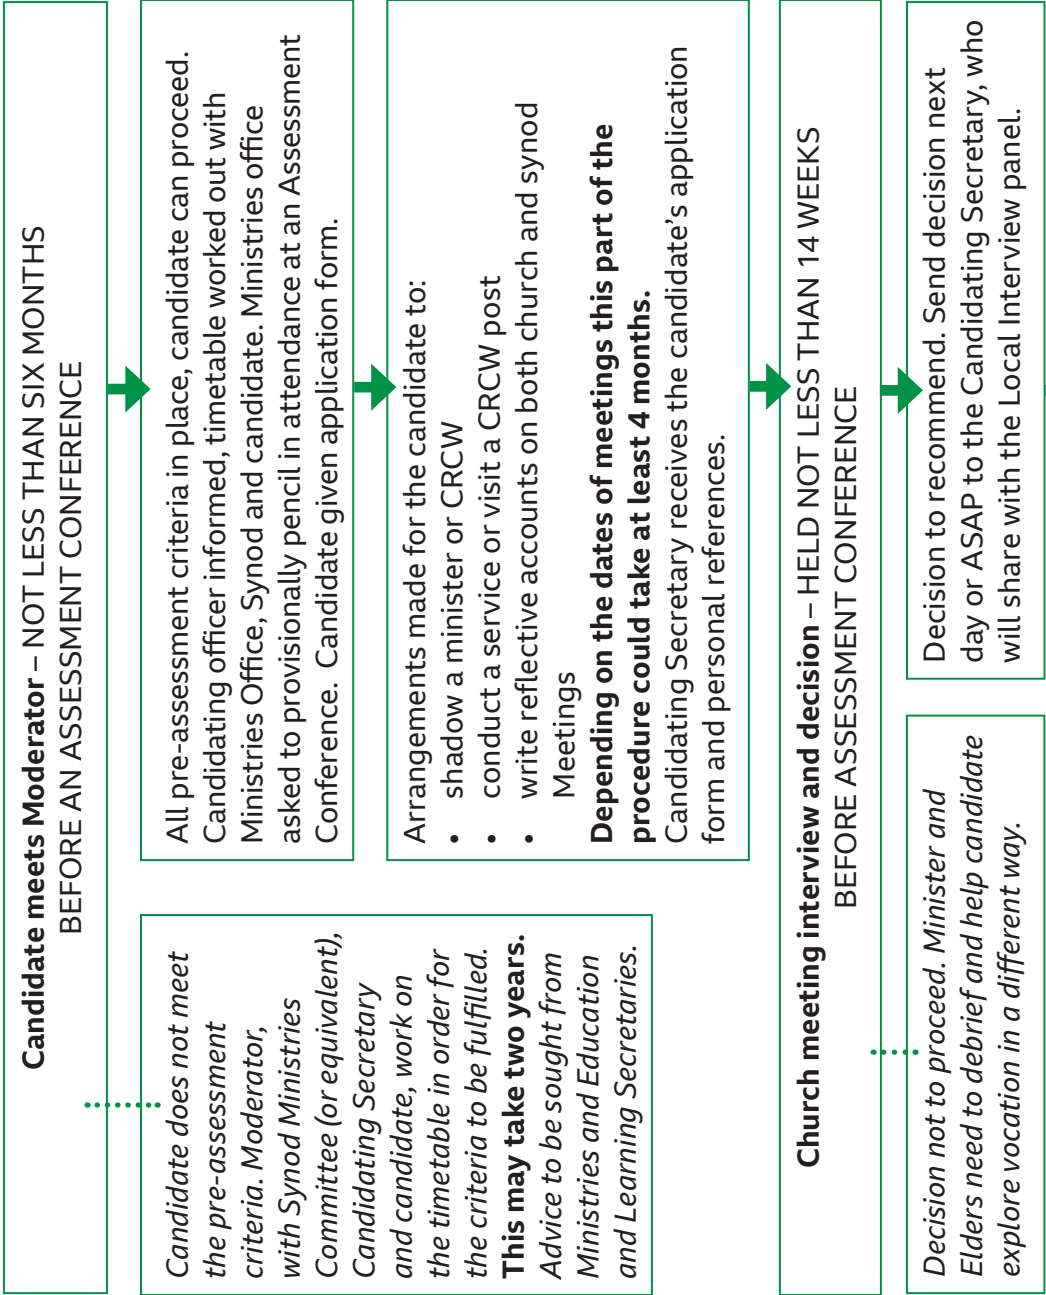 Candidate meets Moderator – NOT LESS THAN SIX MONTHS
BEFORE AN ASSESSMENT CONFERENCE
Candidate does not meet
the pre-assessment
criteria. Moderator,
with Synod Ministries
Committee (or equivalent),
Candidating Secretary
and candidate, work on
the timetable in order for
the criteria to be fulfilled.
This may take two years.
Advice to be sought from
Ministries and Education
and Learning Secretaries.
All pre-assessment criteria in place, candidate can proceed.
Candidating officer informed, timetable worked out with
Ministries Office, Synod and candidate. Ministries office
asked to provisionally pencil in attendance at an Assessment
Conference. Candidate given application form.
Arrangements made for the candidate to:
• shadow a minister or CRCW
• conduct a service or visit a CRCW post
• write reflective accounts on both church and synod
Meetings
Depending on the dates of meetings this part of the
procedure could take at least 4 months.
Candidating Secretary receives the candidate’s application
form and personal references.
Church meeting interview and decision – HELD NOT LESS THAN 14 WEEKS
BEFORE ASSESSMENT CONFERENCE
Decision not to proceed. Minister and
Elders need to debrief and help candidate
explore vocation in a different way.
Decision to recommend. Send decision next
day or ASAP to the Candidating Secretary, who
will share with the Local Interview panel.